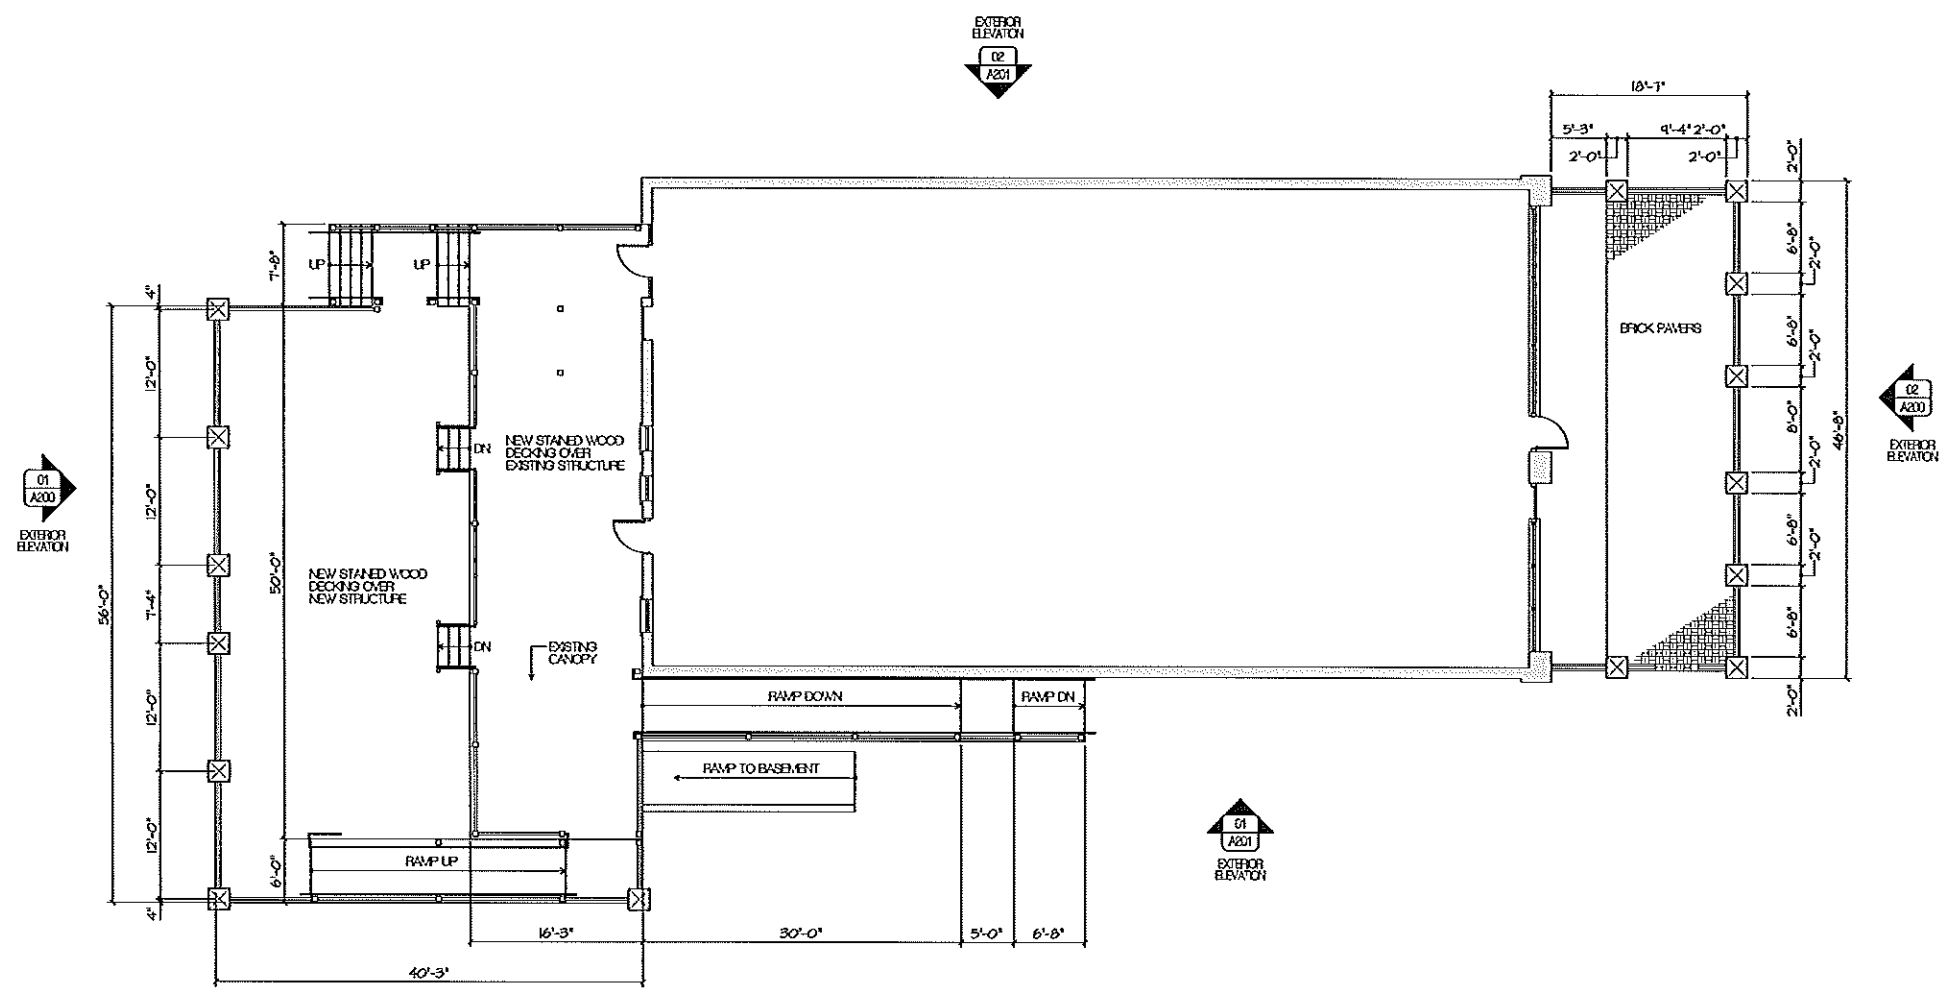 EXTERIOR
ELEVATION
02
A201
18'-7"
5'-3"
9'-4"
2'-0"
2'-0"
2'-0"
2'-0"
7'-8"
UP
UP
4"
6'-8"
2'-0"
BRICK PAVERS
6'-8"
2'-0"
12'-0"
02
A200
EXTERIOR
ELEVATION
8'-0"
46'-8"
2'-0"
DN
NEW STAINED WOOD
DECKING OVER
EXISTING STRUCTURE
01
A200
EXTERIOR
ELEVATION
12'-0"
6'-8"
2'-0"
50'-0"
NEW STAINED WOOD
DECKING OVER
NEW STRUCTURE
56'-0"
7'-4"
6'-8"
DN
EXISTING
CANOPY
RAMP DOWN
RAMP DN
2'-0"
12'-0"
RAMP TO BASEMENT
12'-0"
01
A201
EXTERIOR
ELEVATION
RAMP UP
6'-0"
4"
16'-3"
30'-0"
5'-0"
6'-8"
40'-3"